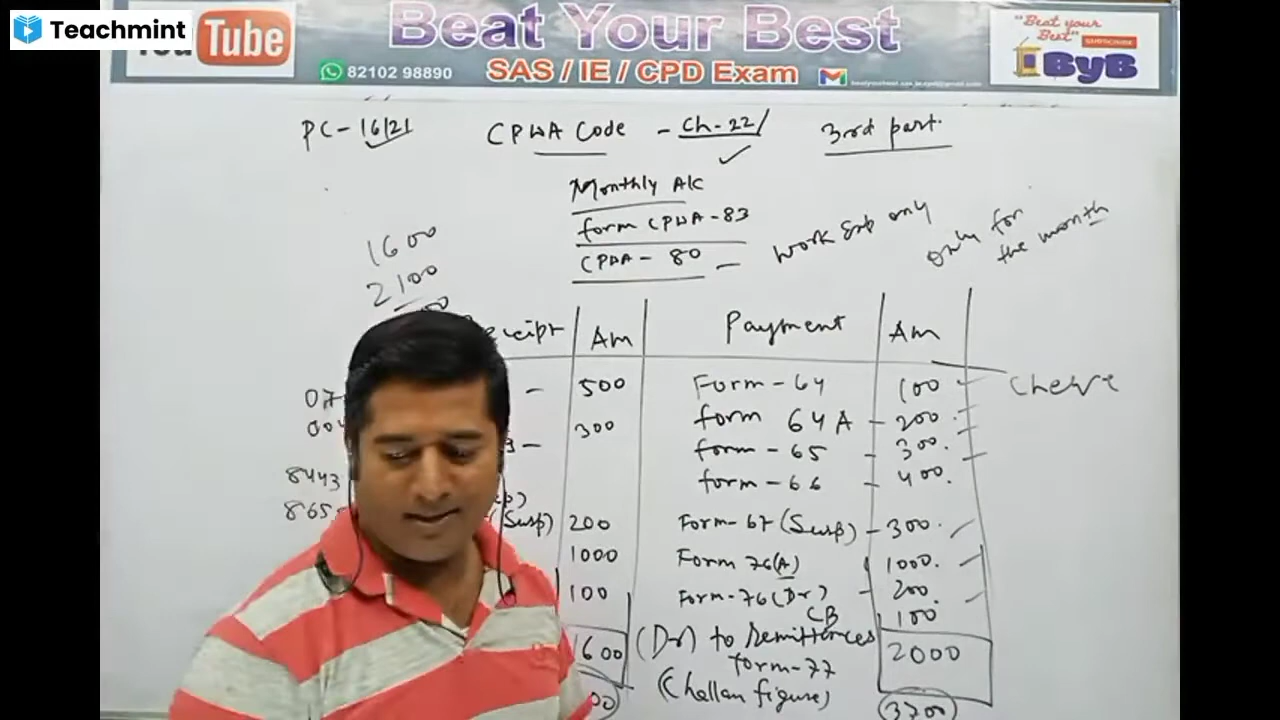 Teachmint
YouTube
Beat Your Best
82102 98890
SAS / IE / CPD Exam
"Beat your Best"
SUBSCRIBE
ByB
PC - 16/21
CPWA Code - Ch-22/
3rd part.
Monthly A/c
form CPWA-83
CPWA - 80 - Work Exp only
only for
the month
1600
2100
Am
Payment
Am
500
Form-64
100
Cheque
300
form 64A - 200.
form - 65 - 300.
form - 66 - 400.
8443
(Susp) 200
Form-67 (Susp) - 300.
1000
Form 76(A)
1000.
100
Form-76 (Dr)
200.
CB
100
1600
(Dr) to Remittences
2000
form-77
(Challan figure)
3700